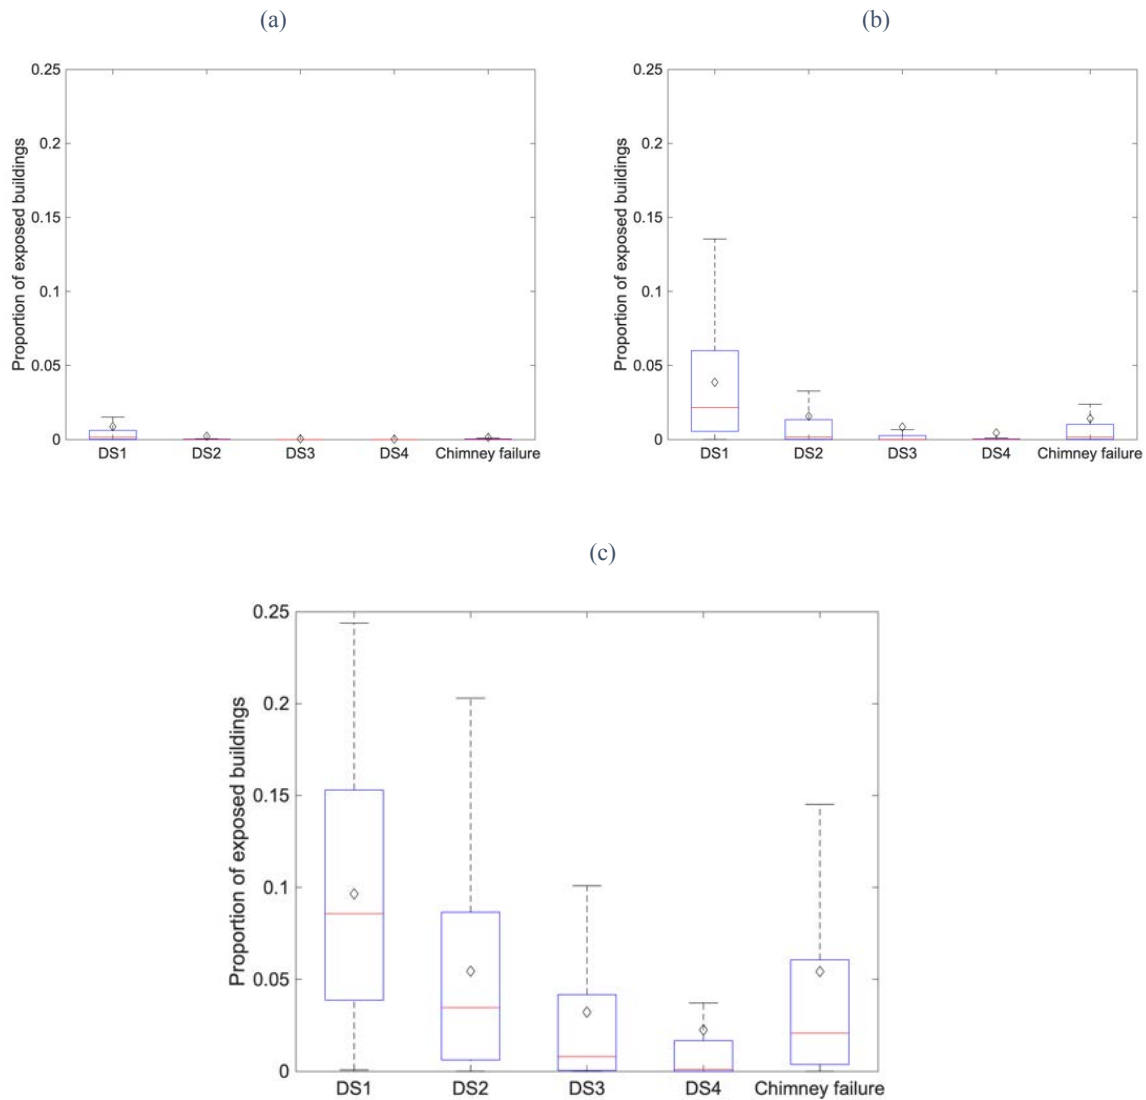 (a)
(b)
Proportion of exposed buildings
0.25
0.2
0.15
0.1
0.05
0
DS1 DS2 DS3 DS4 Chimney failure
Proportion of exposed buildings
0.25
0.2
0.15
0.1
0.05
0
DS1 DS2 DS3 DS4 Chimney failure
(c)
Proportion of exposed buildings
0.25
0.2
0.15
0.1
0.05
0
DS1 DS2 DS3 DS4 Chimney failure